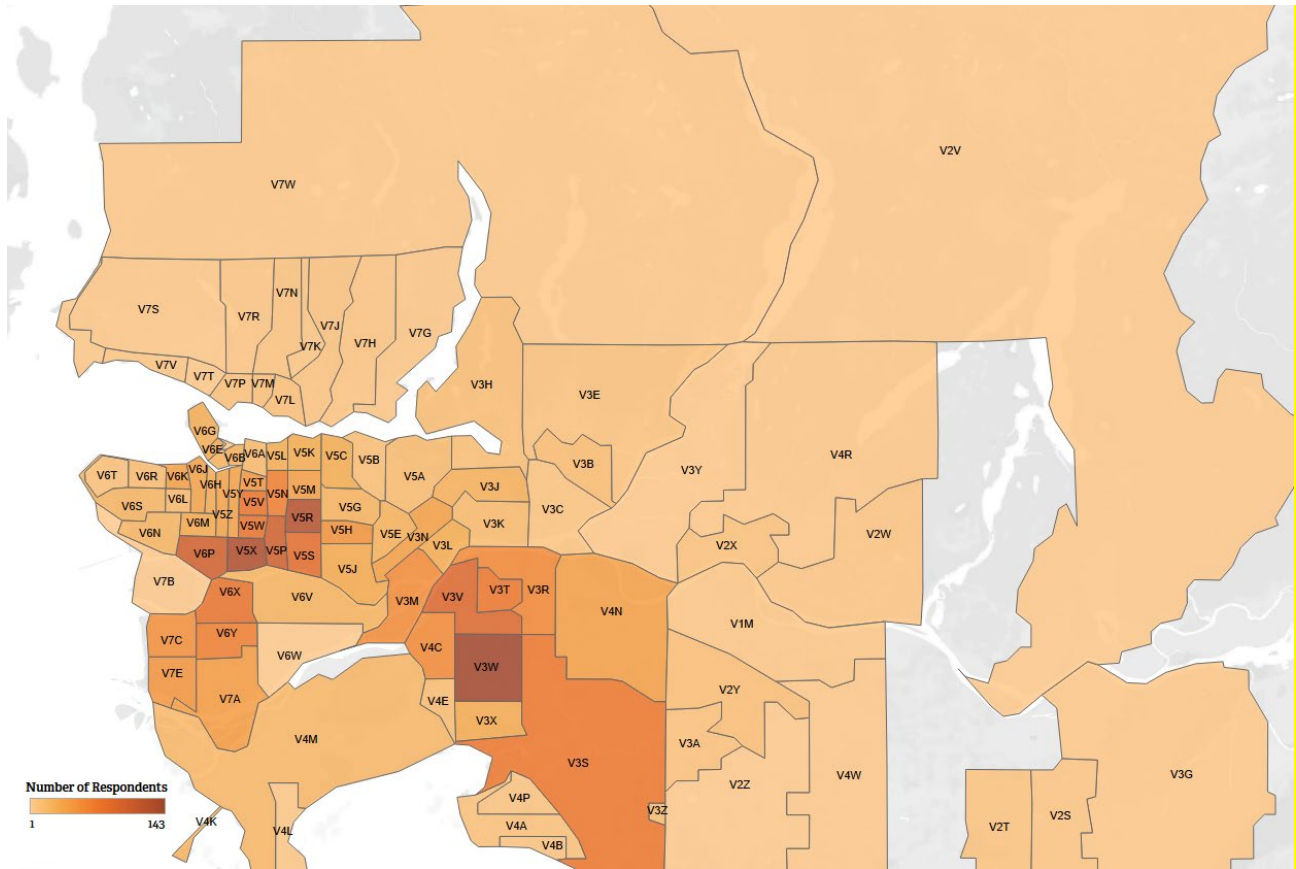 V2V
V7W
V7N
V7S
V7R
V7J
V7G
V7H
V7K
V7V
V7T
V7P
V7M
V7L
V3H
V3E
V6G
V6E
V6B
V6A
V5L
V5K
V5C
V5B
V3B
V3Y
V4R
V6T
V6R
V6K
V6J
V6H
V5Y
V5T
V5N
V5M
V5A
V3J
V6S
V6L
V5V
V5G
V3C
V6M
V5Z
V5W
V5R
V5H
V3K
V6N
V5E
V3N
V3L
V2X
V2W
V6P
V5X
V5P
V5S
V5J
V7B
V6X
V6V
V3M
V3V
V3T
V3R
V4N
V1M
V7C
V6Y
V6W
V4C
V3W
V7E
V7A
V4E
V2Y
V3X
V4M
V3A
V3S
V2Z
V4W
V3G
Number of Respondents
1 143
V4P
V4K
V4L
V4A
V4B
V3Z
V2T
V2S